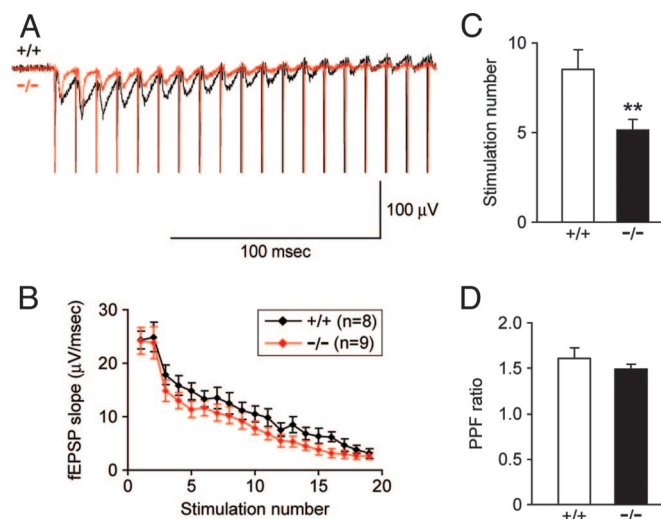 A
+/+
−/−
100 μV
100 msec
B
fEPSP slope (μV/msec)
30
20
10
0
+/+ (n=8)
−/− (n=9)
0
5
10
15
20
Stimulation number
C
Stimulation number
10
5
0
**
+/+
−/−
D
PPF ratio
2.0
1.5
1.0
0.5
0
+/+
−/−